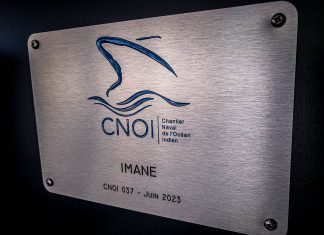 CNOI
Chantier
Naval
de l'Océan
Indien
IMANE
CNOI 037 - JUIN 2023